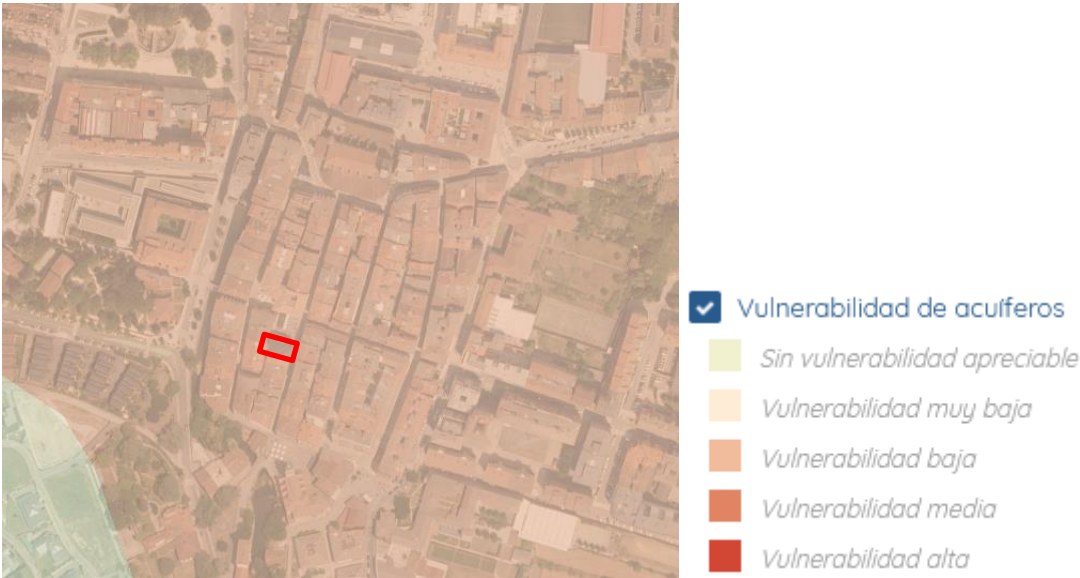 Vulnerabilidad de acuíferos
Sin vulnerabilidad apreciable
Vulnerabilidad muy baja
Vulnerabilidad baja
Vulnerabilidad media
Vulnerabilidad alta